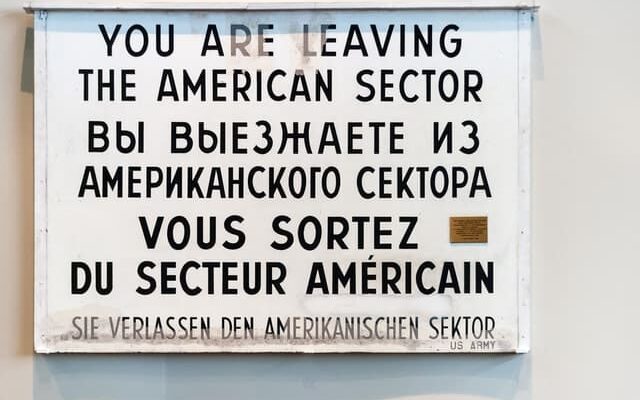 YOU ARE LEAVING
THE AMERICAN SECTOR
ВЫ ВЫЕЗЖАЕТЕ ИЗ
АМЕРИКАНСКОГО СЕКТОРА
VOUS SORTEZ
DU SECTEUR AMÉRICAIN
SIE VERLASSEN DEN AMERIKANISCHEN SEKTOR
US ARMY